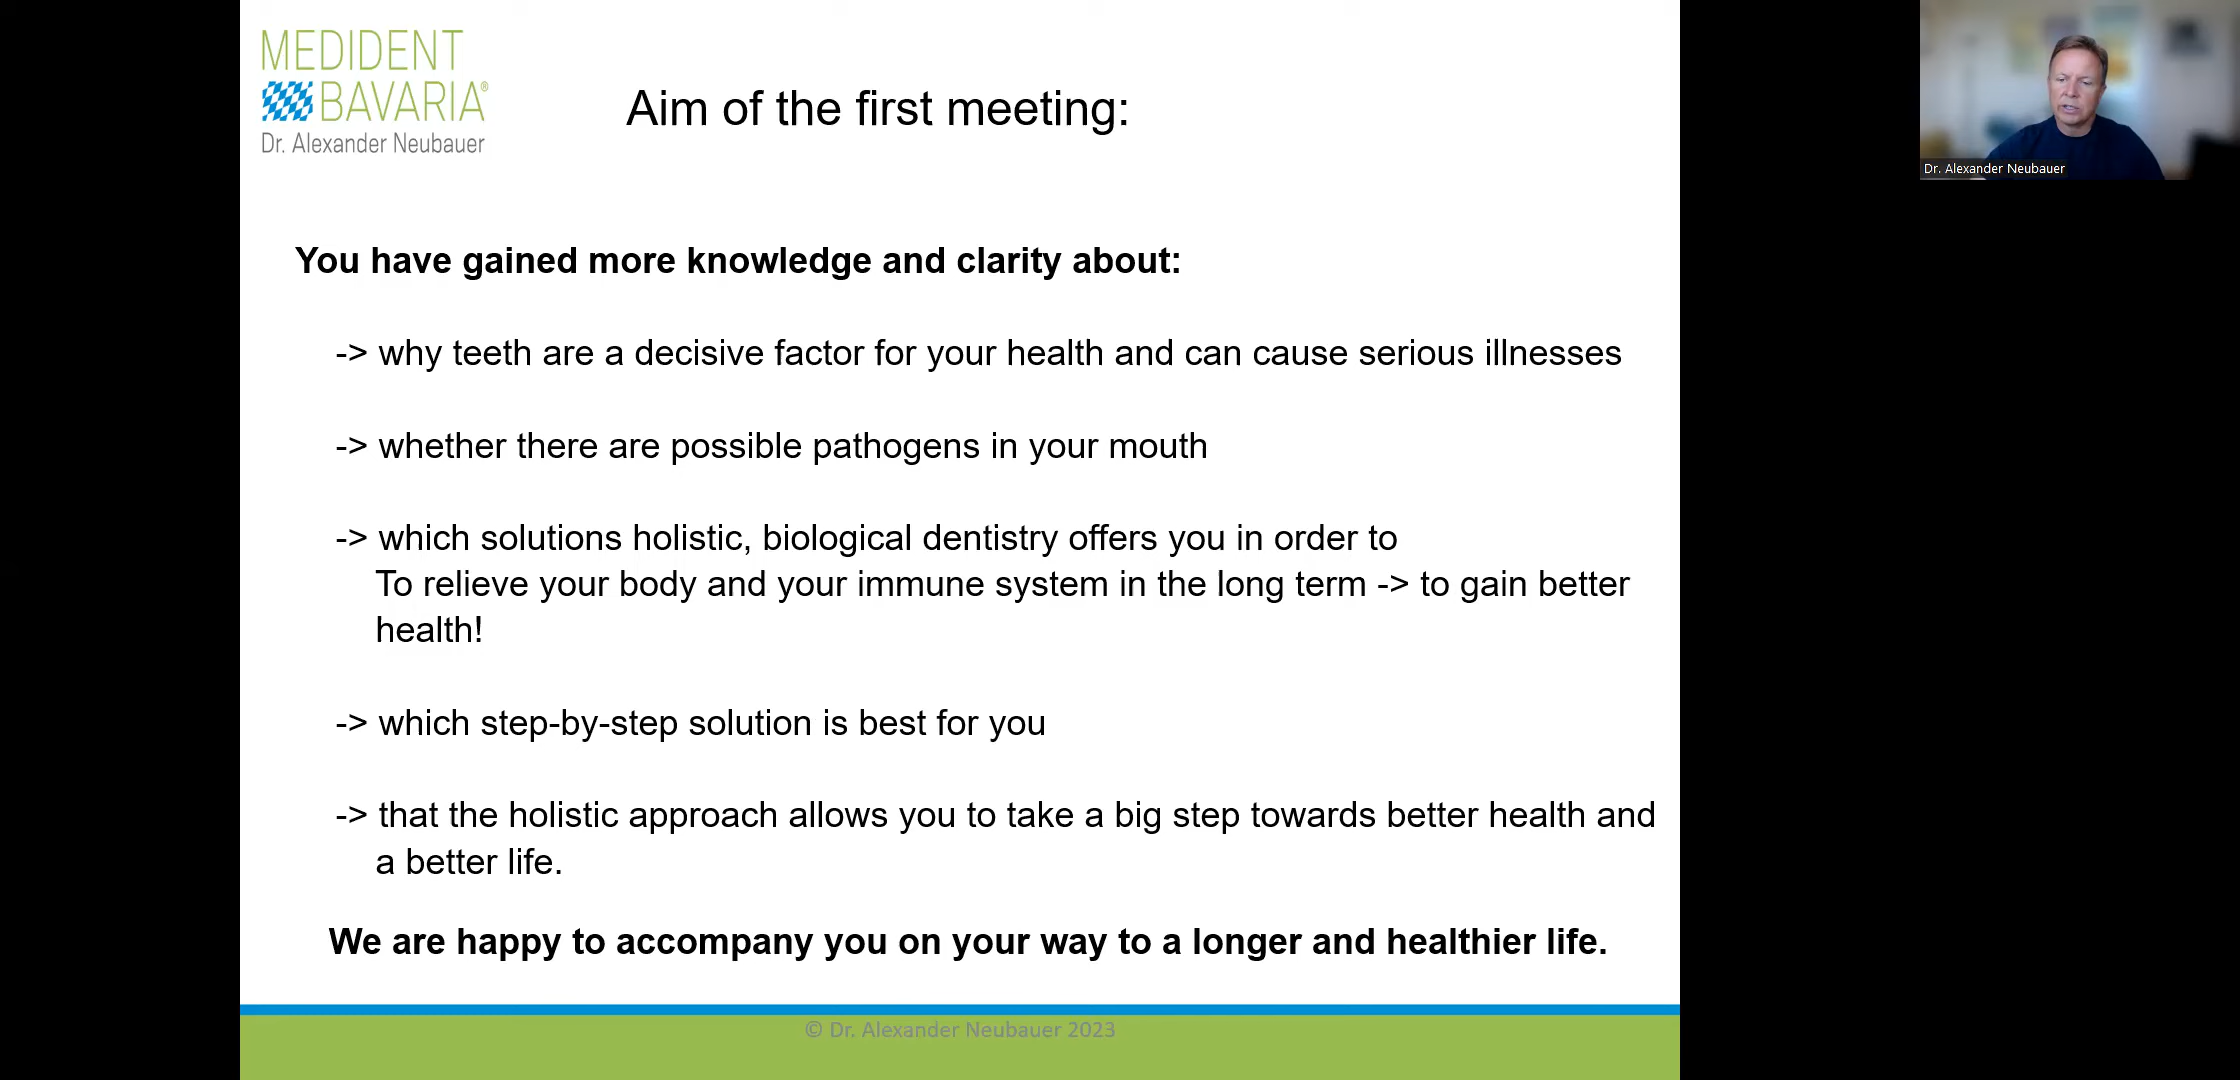 MEDIDENT
BAVARIA®
Dr. Alexander Neubauer
Aim of the first meeting:
You have gained more knowledge and clarity about:
-> why teeth are a decisive factor for your health and can cause serious illnesses
-> whether there are possible pathogens in your mouth
-> which solutions holistic, biological dentistry offers you in order to
To relieve your body and your immune system in the long term -> to gain better
health!
-> which step-by-step solution is best for you
-> that the holistic approach allows you to take a big step towards better health and
a better life.
We are happy to accompany you on your way to a longer and healthier life.
© Dr. Alexander Neubauer 2023
Dr. Alexander Neubauer